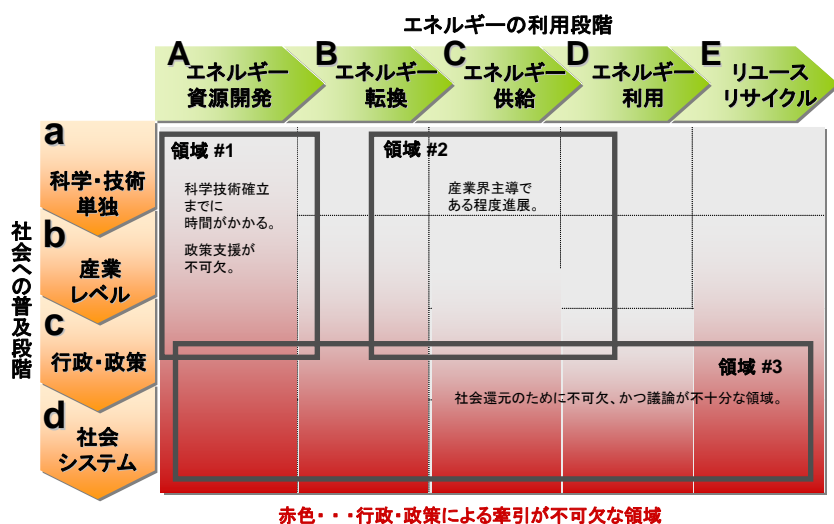 エネルギーの利用段階
A
エネルギー
資源開発
B
エネルギー
転換
C
エネルギー
供給
D
エネルギー
利用
E
リユース
リサイクル
社会への普及段階
a
科学・技術
単独
b
産業
レベル
c
行政・政策
d
社会
システム
領域 #1
科学技術確立
までに
時間がかかる。
政策支援が
不可欠。
領域 #2
産業界主導で
ある程度進展。
領域 #3
社会還元のために不可欠、かつ議論が不十分な領域。
赤色・・・行政・政策による牽引が不可欠な領域